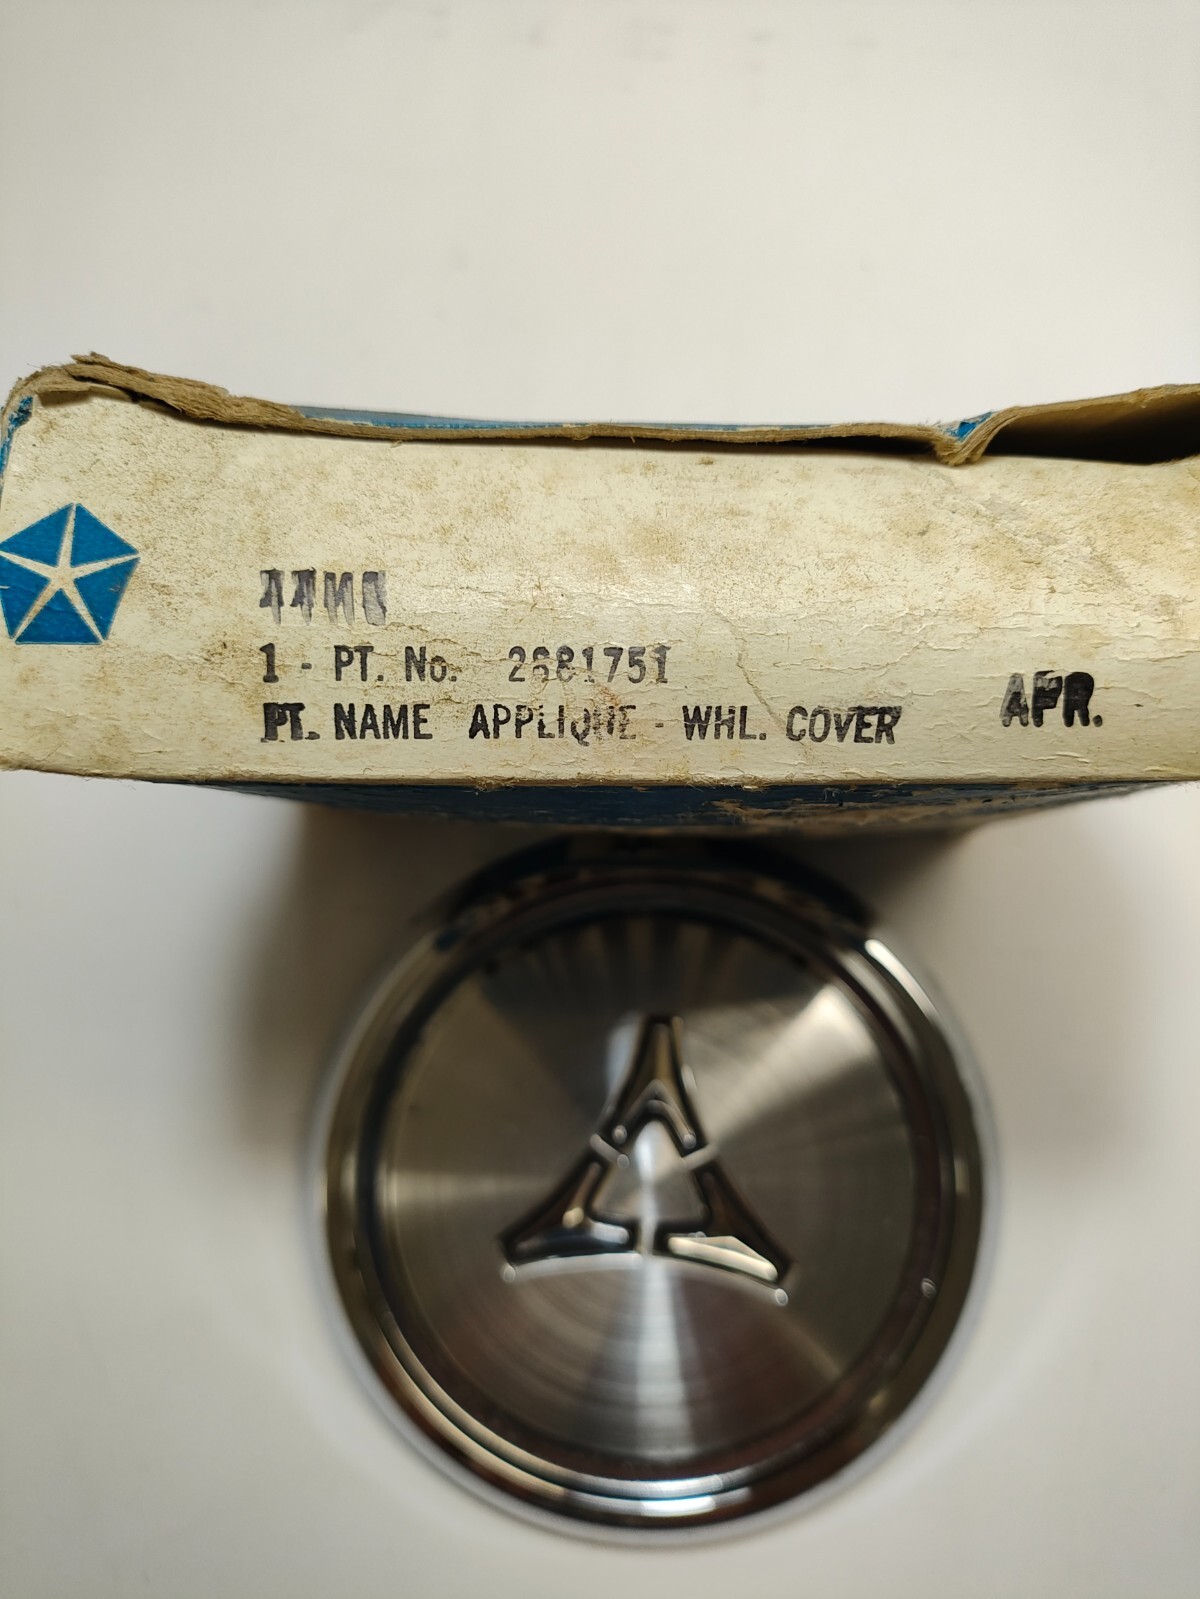 1 - PT. No. 2681751
PT. NAME APPLIQUE - WHL. COVER APR.